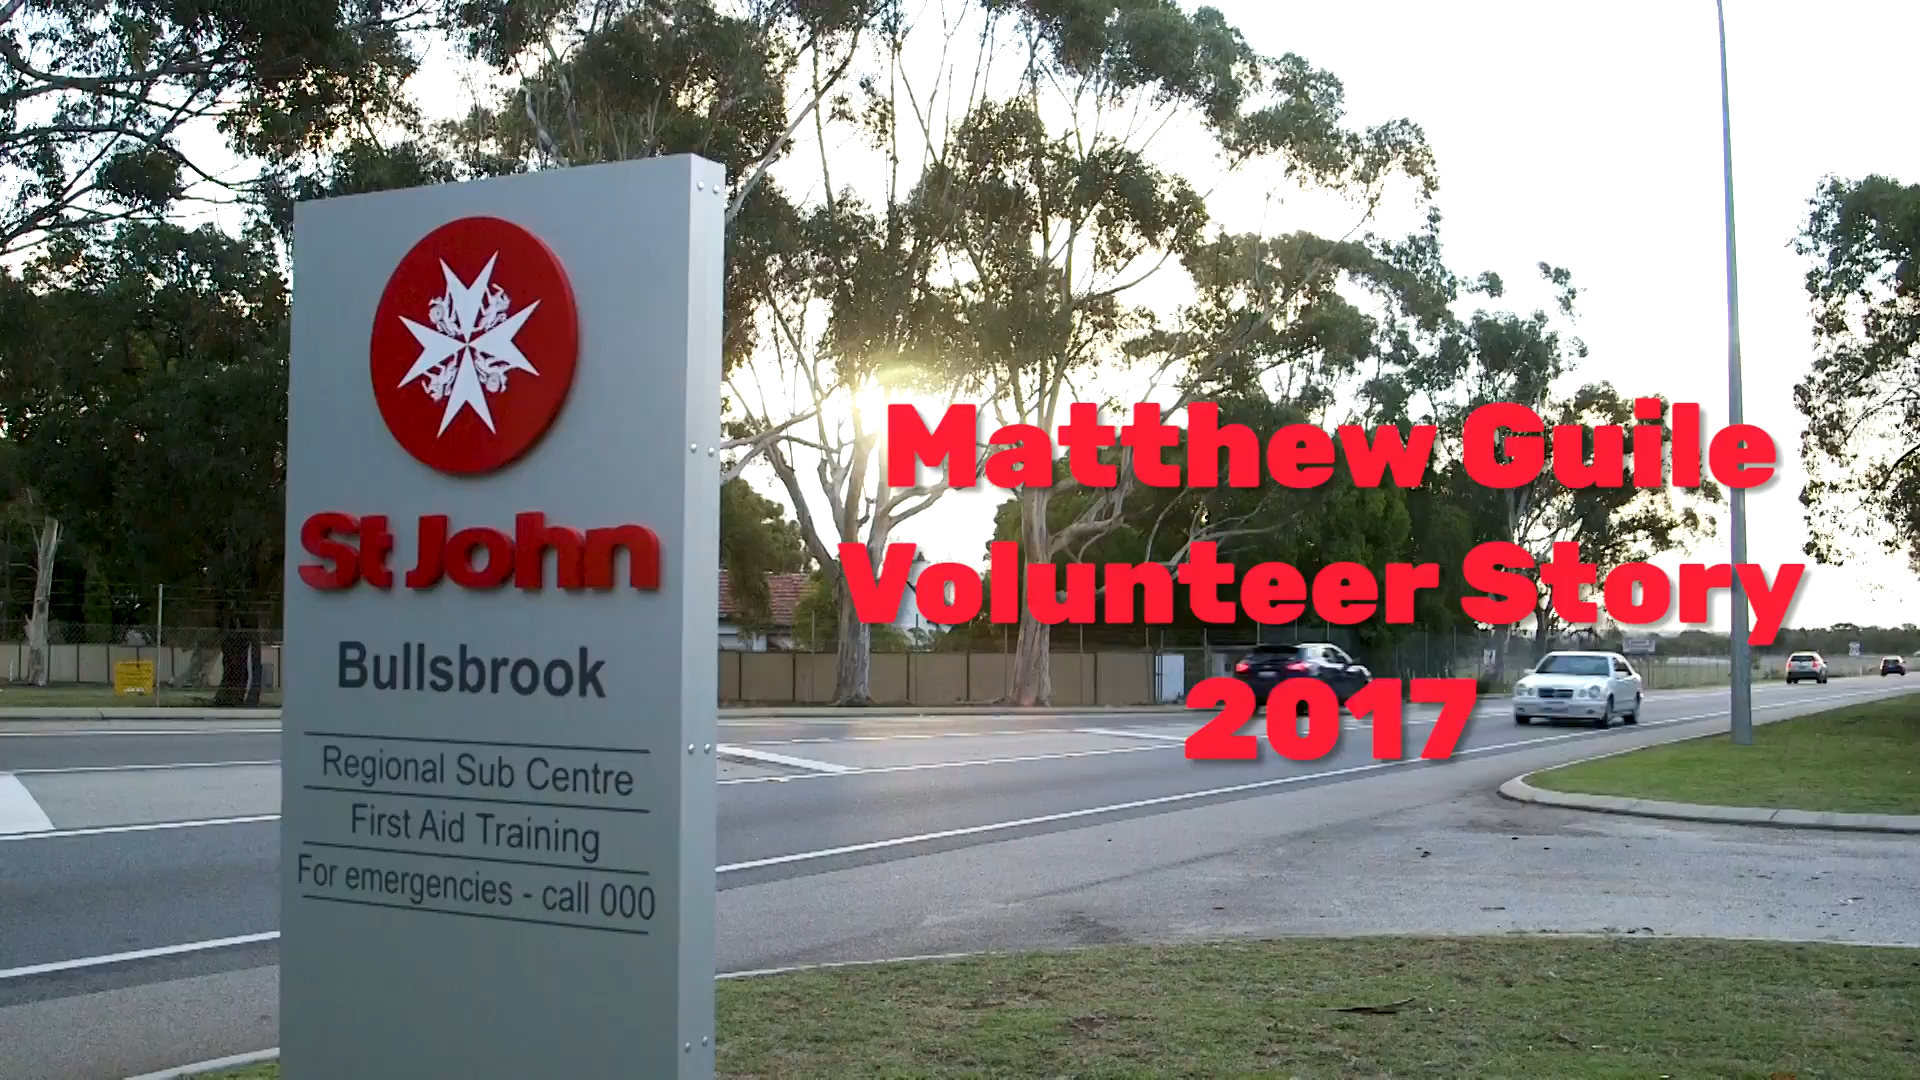 St John
Bullsbrook
Regional Sub Centre
First Aid Training
For emergencies - call 000
Matthew Guile
Volunteer Story
2017